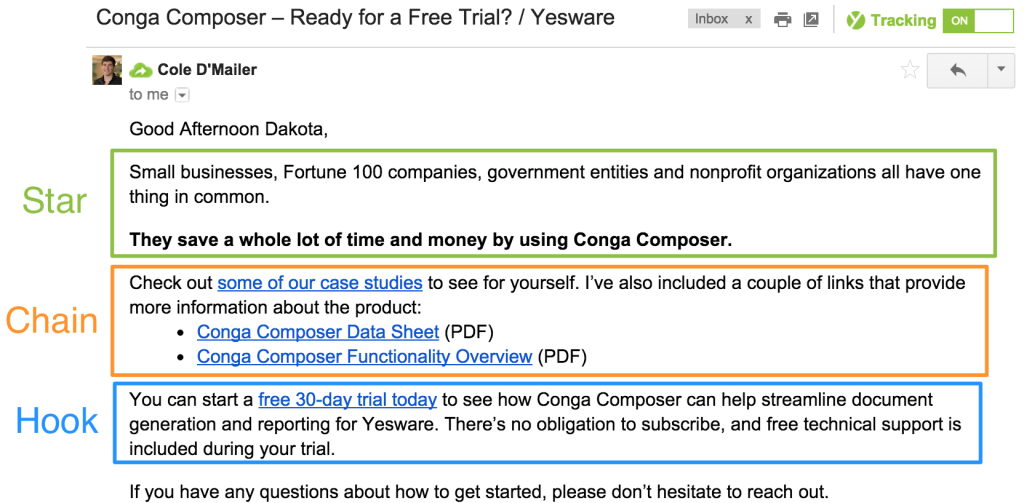 Conga Composer – Ready for a Free Trial? / Yesware
Inbox x
Tracking ON
Cole D'Mailer
to me
Good Afternoon Dakota,
Star
Small businesses, Fortune 100 companies, government entities and nonprofit organizations all have one
thing in common.
They save a whole lot of time and money by using Conga Composer.
Chain
Check out some of our case studies to see for yourself. I’ve also included a couple of links that provide
more information about the product:
• Conga Composer Data Sheet (PDF)
• Conga Composer Functionality Overview (PDF)
Hook
You can start a free 30-day trial today to see how Conga Composer can help streamline document
generation and reporting for Yesware. There’s no obligation to subscribe, and free technical support is
included during your trial.
If you have any questions about how to get started, please don’t hesitate to reach out.